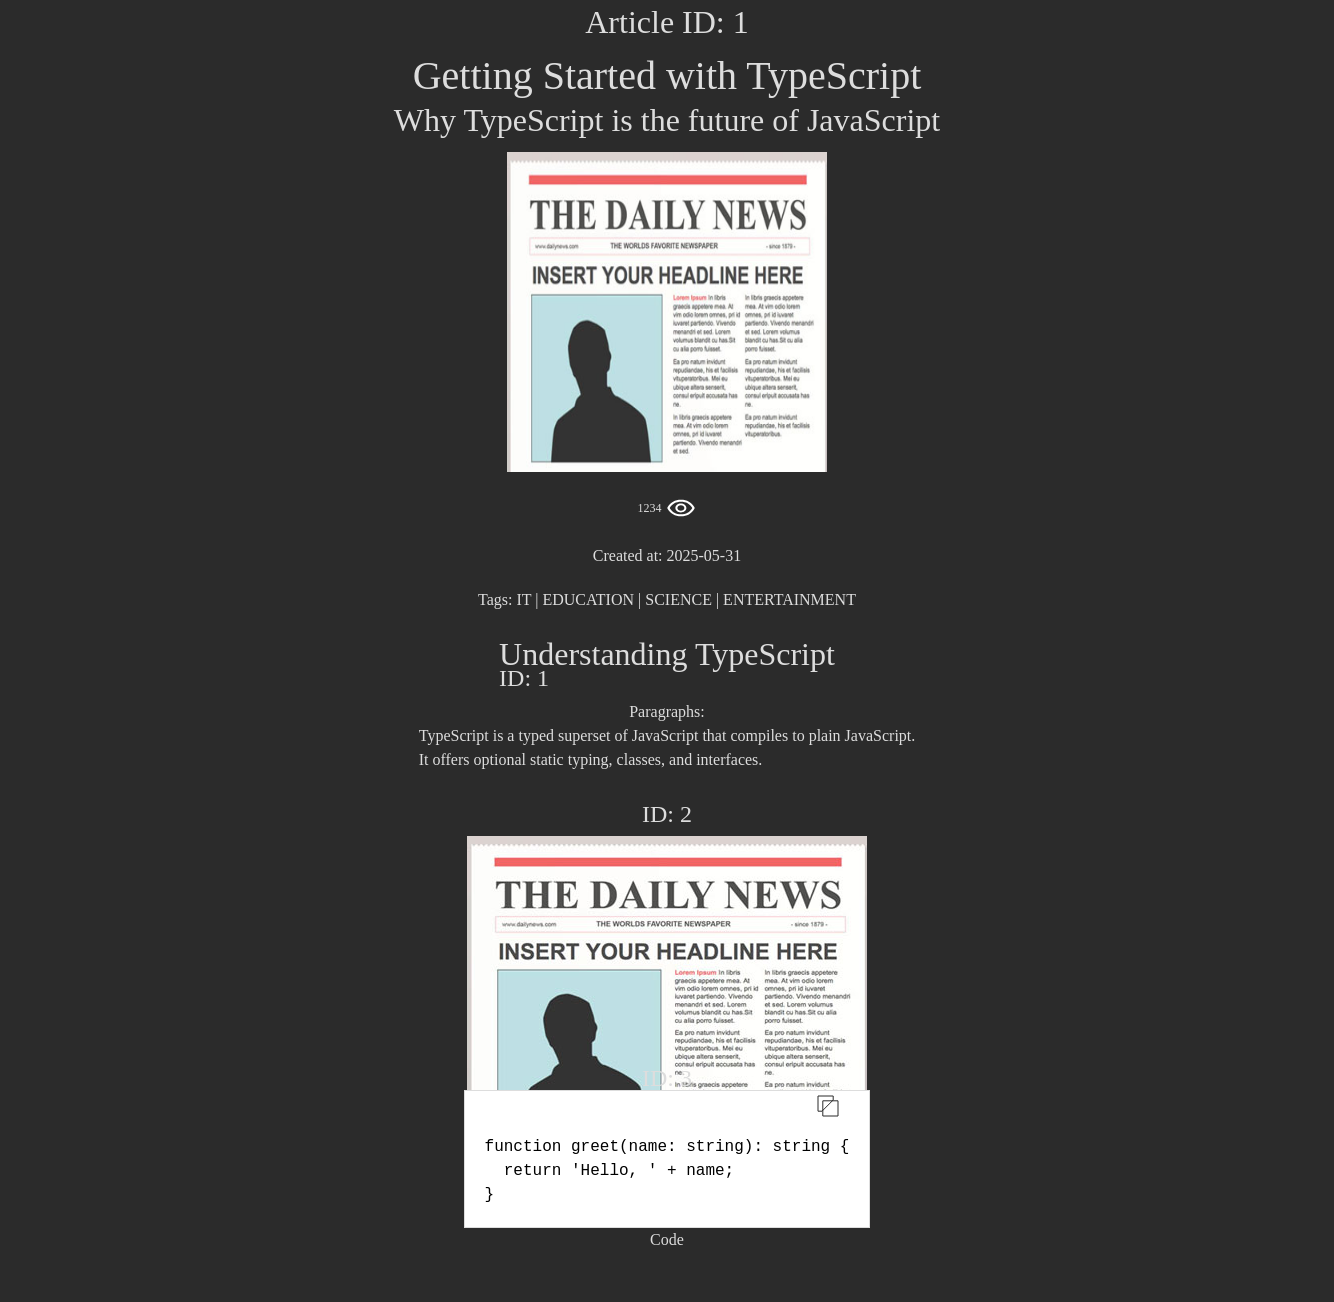 Article ID: 1
Getting Started with TypeScript
Why TypeScript is the future of JavaScript
THE DAILY NEWS
www.dailynews.com THE WORLDS FAVORITE NEWSPAPER - since 1879 -
INSERT YOUR HEADLINE HERE
Lorem Ipsum In libris
graecis appetere
mea. At
vim odio lorem
omnes, pri id
iuvaret partiendo. Vivendo
menandri et sed. Lorem
volumus blandit cu has.Sit
cu alia porro fuisset.
Ea pro natum invidunt
repudiandae, his et facilisis
vituperatoribus. Mei eu
ubique altera senserit,
consul eripuit accusata has
ne.
In libris graecis appetere
mea. At vim odio lorem
omnes, pri id iuvaret
partiendo. Vivendo menandri
et sed.
In libris graecis appetere
mea. At vim odio lorem
omnes, pri id iuvaret
partiendo. Vivendo menandri
et sed. Lorem volumus
blandit cu has.Sit cu alia
porro fuisset.
Ea pro natum invidunt
repudiandae, his et facilisis
vituperatoribus. Mei eu
ubique altera senserit,
consul eripuit accusata has
ne.
Ea pro natum invidunt
repudiandae, his et facilisis
vituperatoribus.
1234
Created at: 2025-05-31
Tags: IT | EDUCATION | SCIENCE | ENTERTAINMENT
Understanding TypeScript
ID: 1
Paragraphs:
TypeScript is a typed superset of JavaScript that compiles to plain JavaScript.
It offers optional static typing, classes, and interfaces.
ID: 2
THE DAILY NEWS
www.dailynews.com THE WORLDS FAVORITE NEWSPAPER - since 1879 -
INSERT YOUR HEADLINE HERE
Lorem Ipsum In libris
graecis appetere
mea. At
vim odio lorem
omnes, pri id
iuvaret partiendo. Vivendo
menandri et sed. Lorem
volumus blandit cu has.Sit
cu alia porro fuisset.
Ea pro natum invidunt
repudiandae, his et facilisis
vituperatoribus. Mei eu
ubique altera senserit,
consul eripuit accusata has
ne.
In libris graecis appetere
In libris graecis appetere
mea. At vim odio lorem
omnes, pri id iuvaret
partiendo. Vivendo menandri
et sed. Lorem volumus
blandit cu has.Sit cu alia
porro fuisset.
Ea pro natum invidunt
repudiandae, his et facilisis
vituperatoribus. Mei eu
ubique altera senserit,
consul eripuit accusata has
ne.
Ea pro natum invidunt
ID: 3
function greet(name: string): string {
  return 'Hello, ' + name;
}
Code